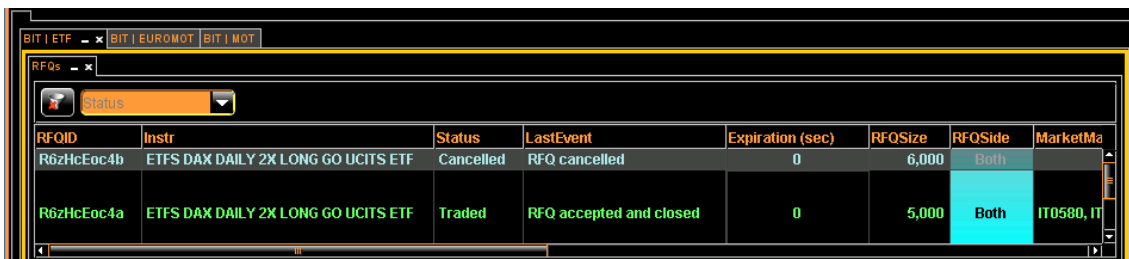 BIT | ETF BIT | EUROMOT BIT | MOT
RFQs
Status
RFQID Instr Status LastEvent Expiration (sec) RFQSize RFQSide MarketMa
R6zHcEoc4b ETFS DAX DAILY 2X LONG GO UCITS ETF Cancelled RFQ cancelled 0 6,000 Both
R6zHcEoc4a ETFS DAX DAILY 2X LONG GO UCITS ETF Traded RFQ accepted and closed 0 5,000 Both IT0580, IT